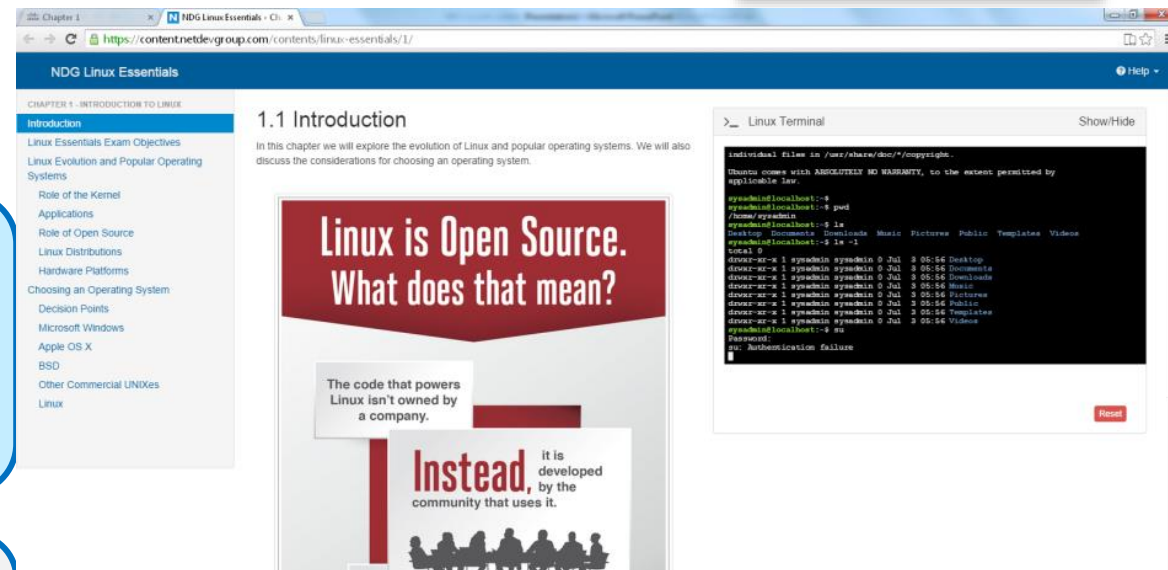 Chapter 1
NDG Linux Essentials - Ch
https://content.netdevgroup.com/contents/linux-essentials/1/
NDG Linux Essentials
Help
CHAPTER 1 - INTRODUCTION TO LINUX
Introduction
Linux Essentials Exam Objectives
Linux Evolution and Popular Operating
Systems
Role of the Kernel
Applications
Role of Open Source
Linux Distributions
Hardware Platforms
Choosing an Operating System
Decision Points
Microsoft Windows
Apple OS X
BSD
Other Commercial UNIXes
Linux
1.1 Introduction
In this chapter we will explore the evolution of Linux and popular operating systems. We will also
discuss the considerations for choosing an operating system.
Linux is Open Source.
What does that mean?
The code that powers
Linux isn't owned by
a company.
Instead, it is
developed
by the
community that uses it.
>_ Linux Terminal
Show/Hide
individual files in /usr/share/doc/*/copyright.
Ubuntu comes with ABSOLUTELY NO WARRANTY, to the extent permitted by
applicable law.
sysadmin@localhost:~$
sysadmin@localhost:~$ pwd
/home/sysadmin
sysadmin@localhost:~$ ls
Desktop Documents Downloads Music Pictures Public Templates Videos
sysadmin@localhost:~$ ls -l
total 0
drwxr-xr-x 1 sysadmin sysadmin 0 Jul 3 05:56 Desktop
drwxr-xr-x 1 sysadmin sysadmin 0 Jul 3 05:56 Documents
drwxr-xr-x 1 sysadmin sysadmin 0 Jul 3 05:56 Downloads
drwxr-xr-x 1 sysadmin sysadmin 0 Jul 3 05:56 Music
drwxr-xr-x 1 sysadmin sysadmin 0 Jul 3 05:56 Pictures
drwxr-xr-x 1 sysadmin sysadmin 0 Jul 3 05:56 Public
drwxr-xr-x 1 sysadmin sysadmin 0 Jul 3 05:56 Templates
drwxr-xr-x 1 sysadmin sysadmin 0 Jul 3 05:56 Videos
sysadmin@localhost:~$ su
Password:
su: Authentication failure
Reset